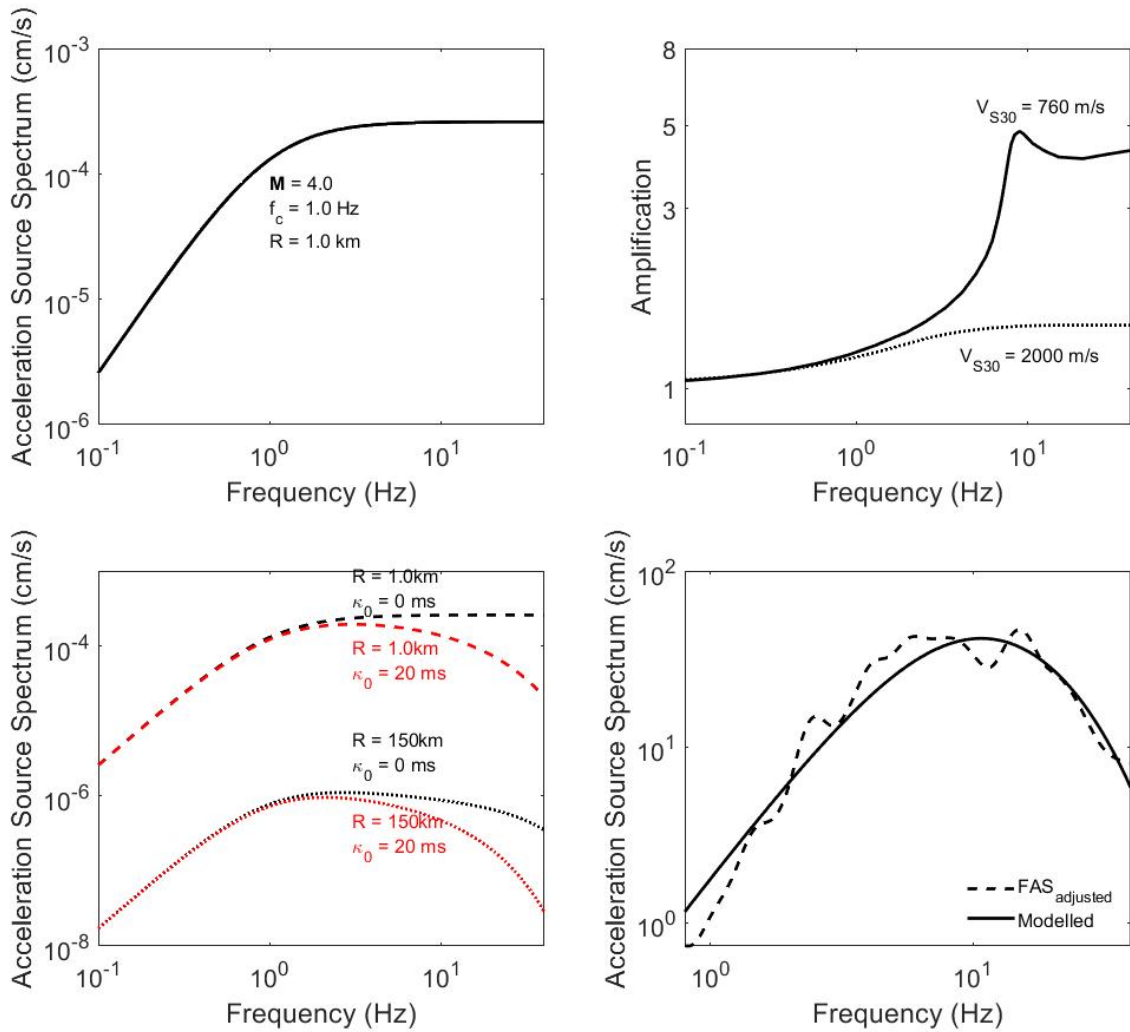 Acceleration Source Spectrum (cm/s)
10^-3
10^-4
10^-5
10^-6
M = 4.0
f_c = 1.0 Hz
R = 1.0 km
10^-1 10^0 10^1
Frequency (Hz)
Amplification
8
5
3
1
V_S30 = 760 m/s
V_S30 = 2000 m/s
10^-1 10^0 10^1
Frequency (Hz)
Acceleration Source Spectrum (cm/s)
10^-4
10^-6
10^-8
R = 1.0km
κ_0 = 0 ms
R = 1.0km
κ_0 = 20 ms
R = 150km
κ_0 = 0 ms
R = 150km
κ_0 = 20 ms
10^-1 10^0 10^1
Frequency (Hz)
Acceleration Source Spectrum (cm/s)
10^2
10^1
10^0
FAS_adjusted
Modelled
10^0 10^1
Frequency (Hz)